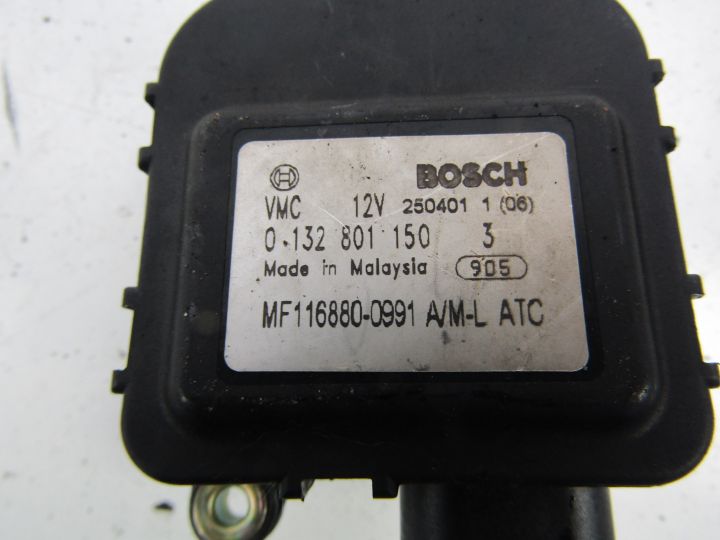 BOSCH
VMC 12V 250401 1 (06)
0 132 801 150 3
Made in Malaysia 905
MF116880-0991 A/M-L ATC